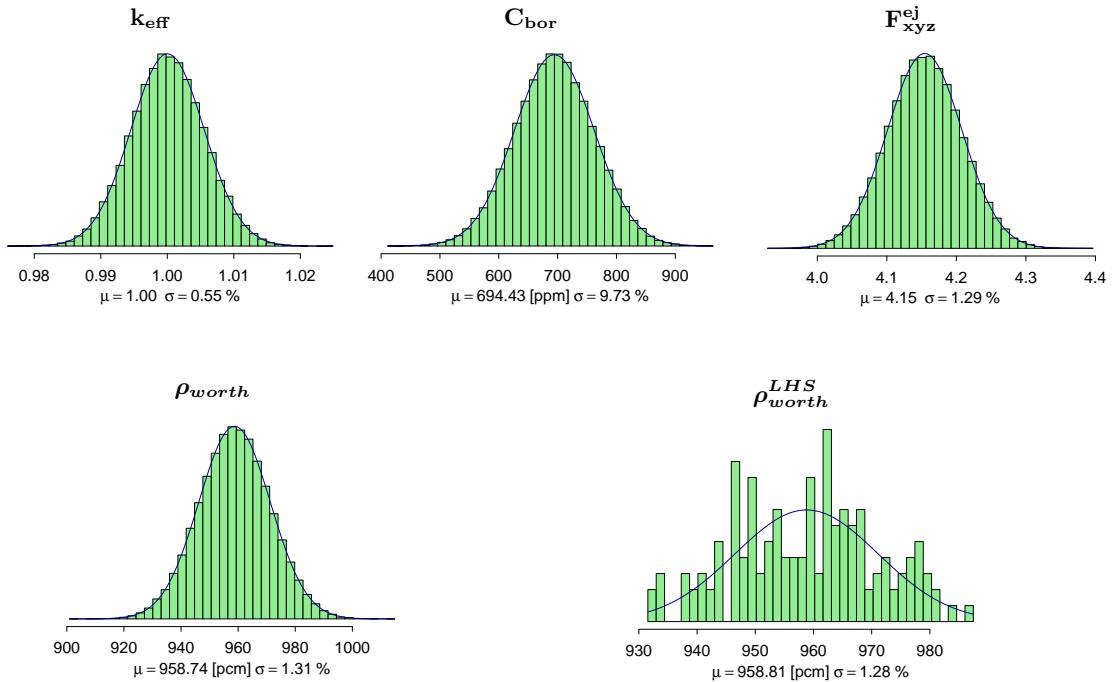 k_eff
C_bor
F^ej_xyz
0.98 0.99 1.00 1.01 1.02
μ = 1.00 σ = 0.55 %
400 500 600 700 800 900
μ = 694.43 [ppm] σ = 9.73 %
4.0 4.1 4.2 4.3 4.4
μ = 4.15 σ = 1.29 %
ρ_worth
ρ^LHS_worth
900 920 940 960 980 1000
μ = 958.74 [pcm] σ = 1.31 %
930 940 950 960 970 980
μ = 958.81 [pcm] σ = 1.28 %